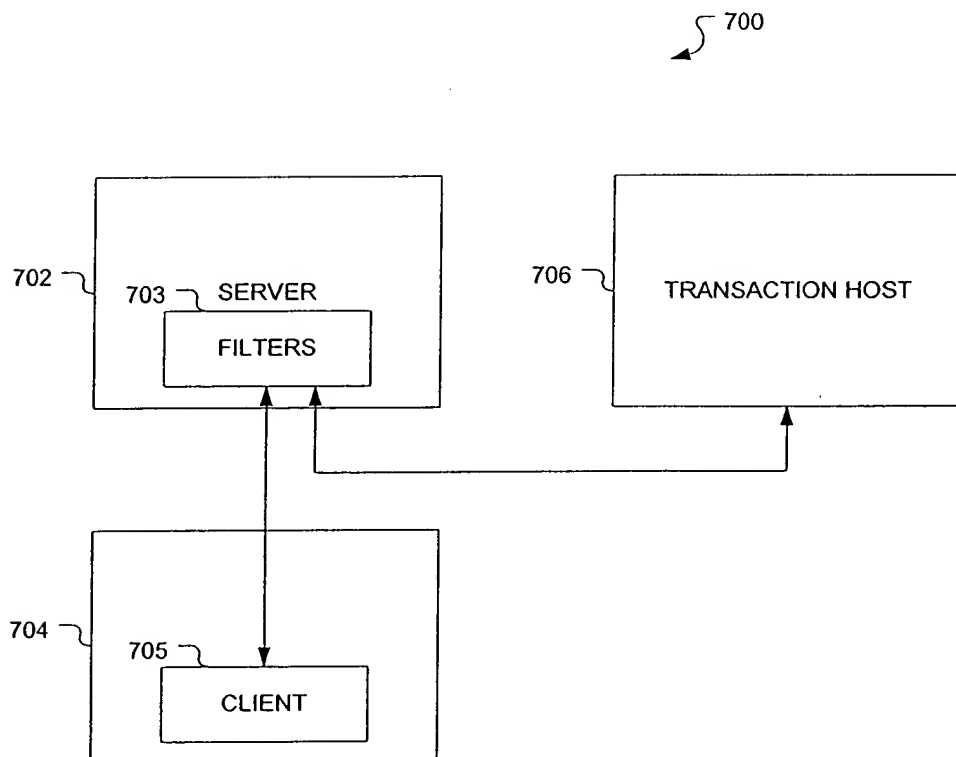 700
702
703
SERVER
FILTERS
706
TRANSACTION HOST
704
705
CLIENT